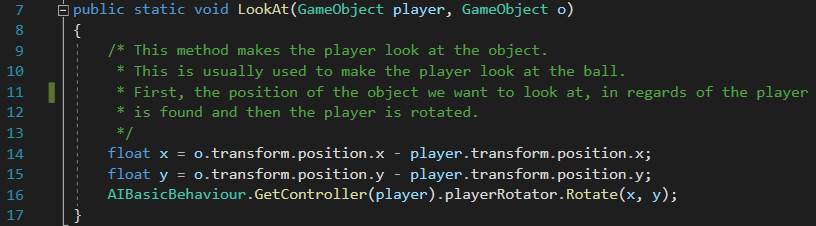 7 public static void LookAt(GameObject player, GameObject o)
8 {
9 /* This method makes the player look at the object.
10 * This is usually used to make the player look at the ball.
11 * First, the position of the object we want to look at, in regards of the player
12 * is found and then the player is rotated.
13 */
14 float x = o.transform.position.x - player.transform.position.x;
15 float y = o.transform.position.y - player.transform.position.y;
16 AIBasicBehaviour.GetController(player).playerRotator.Rotate(x, y);
17 }